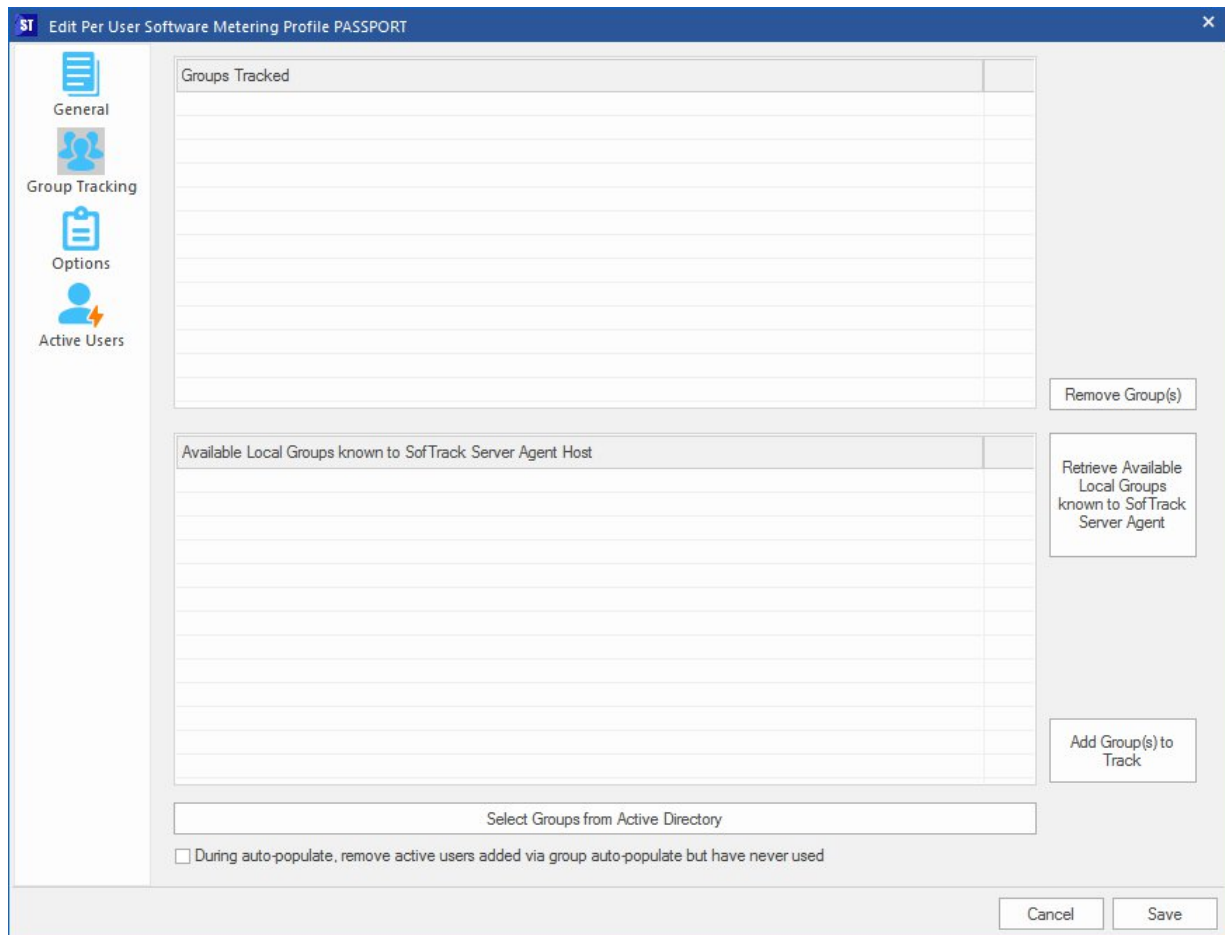 ST Edit Per User Software Metering Profile PASSPORT
General
Group Tracking
Options
Active Users
Groups Tracked
Remove Group(s)
Available Local Groups known to SofTrack Server Agent Host
Retrieve Available
Local Groups
known to SofTrack
Server Agent
Add Group(s) to
Track
Select Groups from Active Directory
During auto-populate, remove active users added via group auto-populate but have never used
Cancel
Save